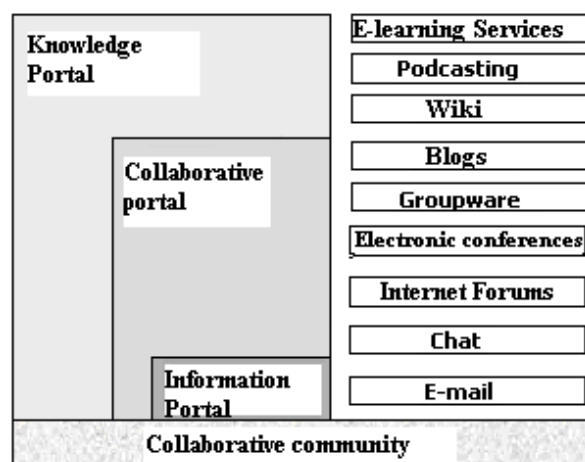 Knowledge
Portal
Collaborative
portal
Information
Portal
E-learning Services
Podcasting
Wiki
Blogs
Groupware
Electronic conferences
Internet Forums
Chat
E-mail
Collaborative community